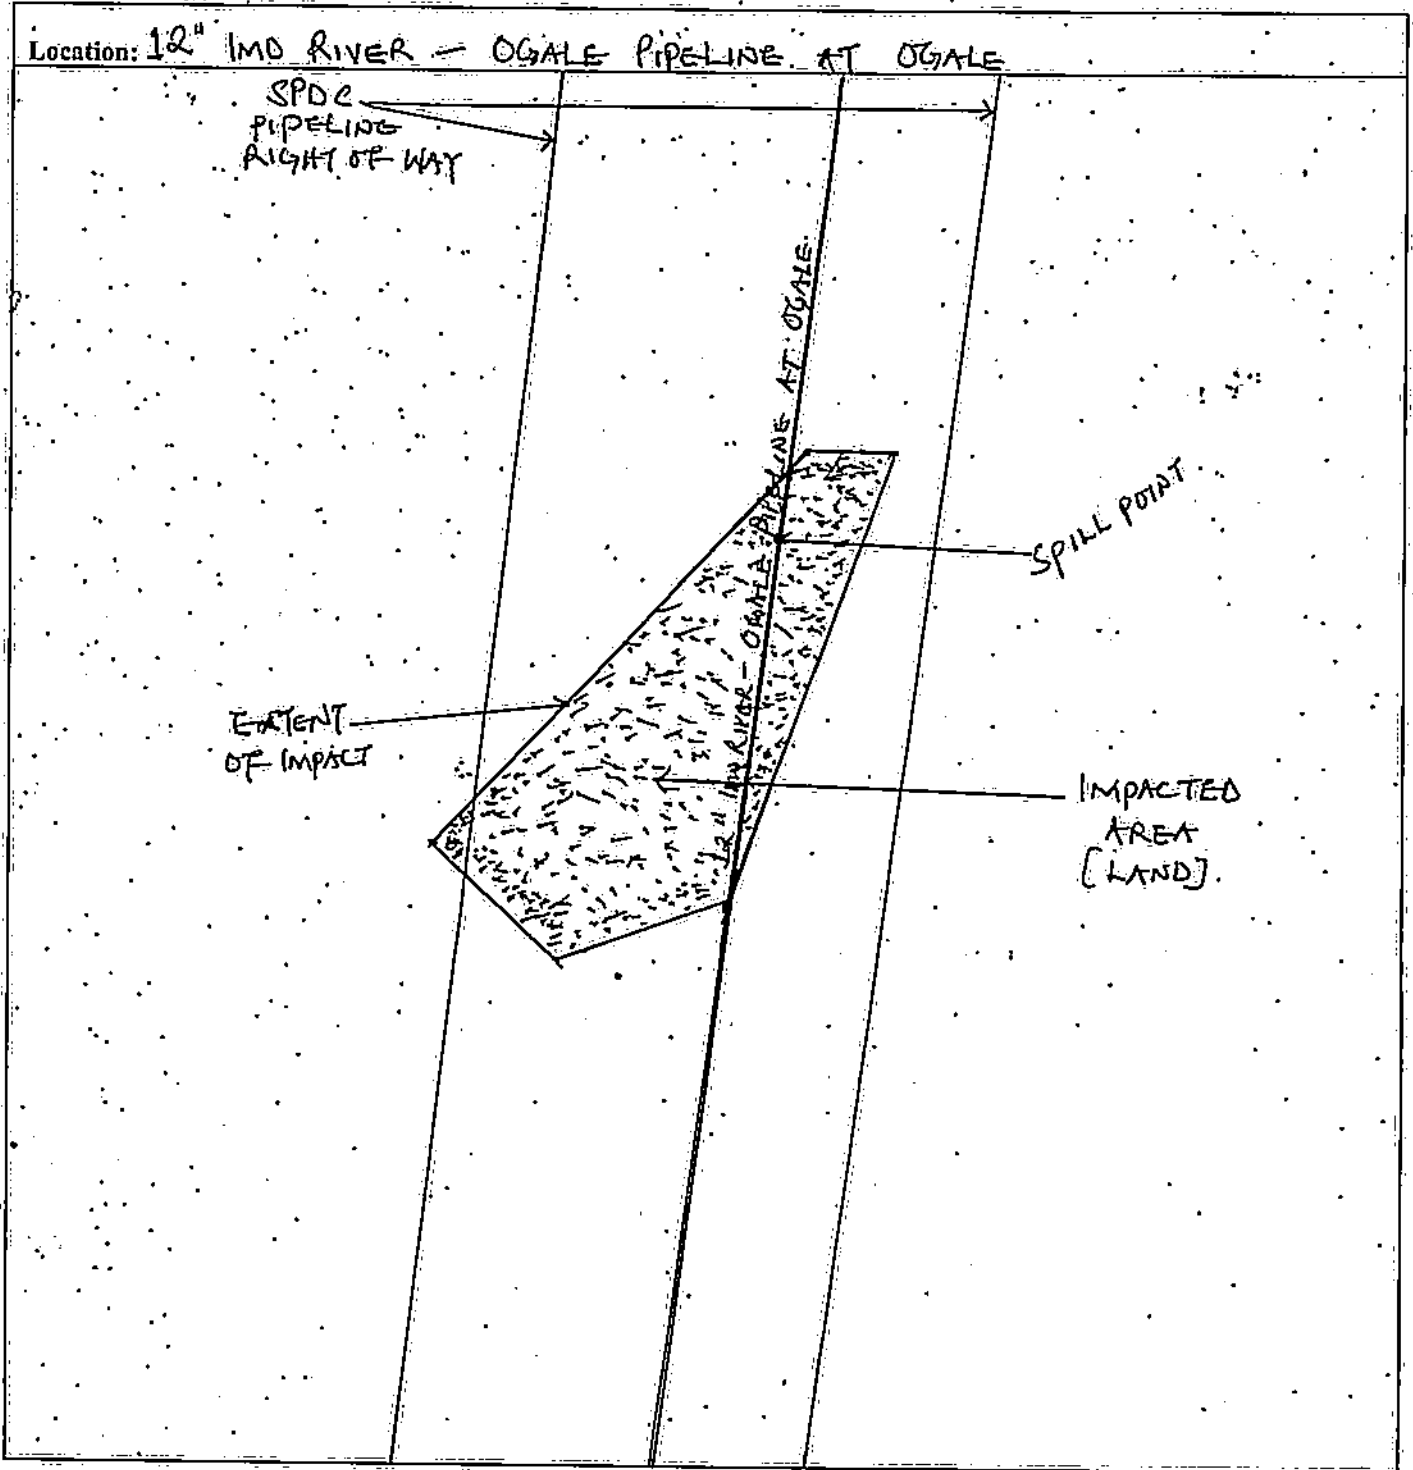 Location: 12" IMO RIVER – OGALE PIPELINE AT OGALE
SPDC
PIPELINE
RIGHT OF WAY
12" IMO RIVER – OGALE PIPELINE AT OGALE
SPILL POINT
EXTENT
OF IMPACT
IMPACTED
AREA
[LAND].